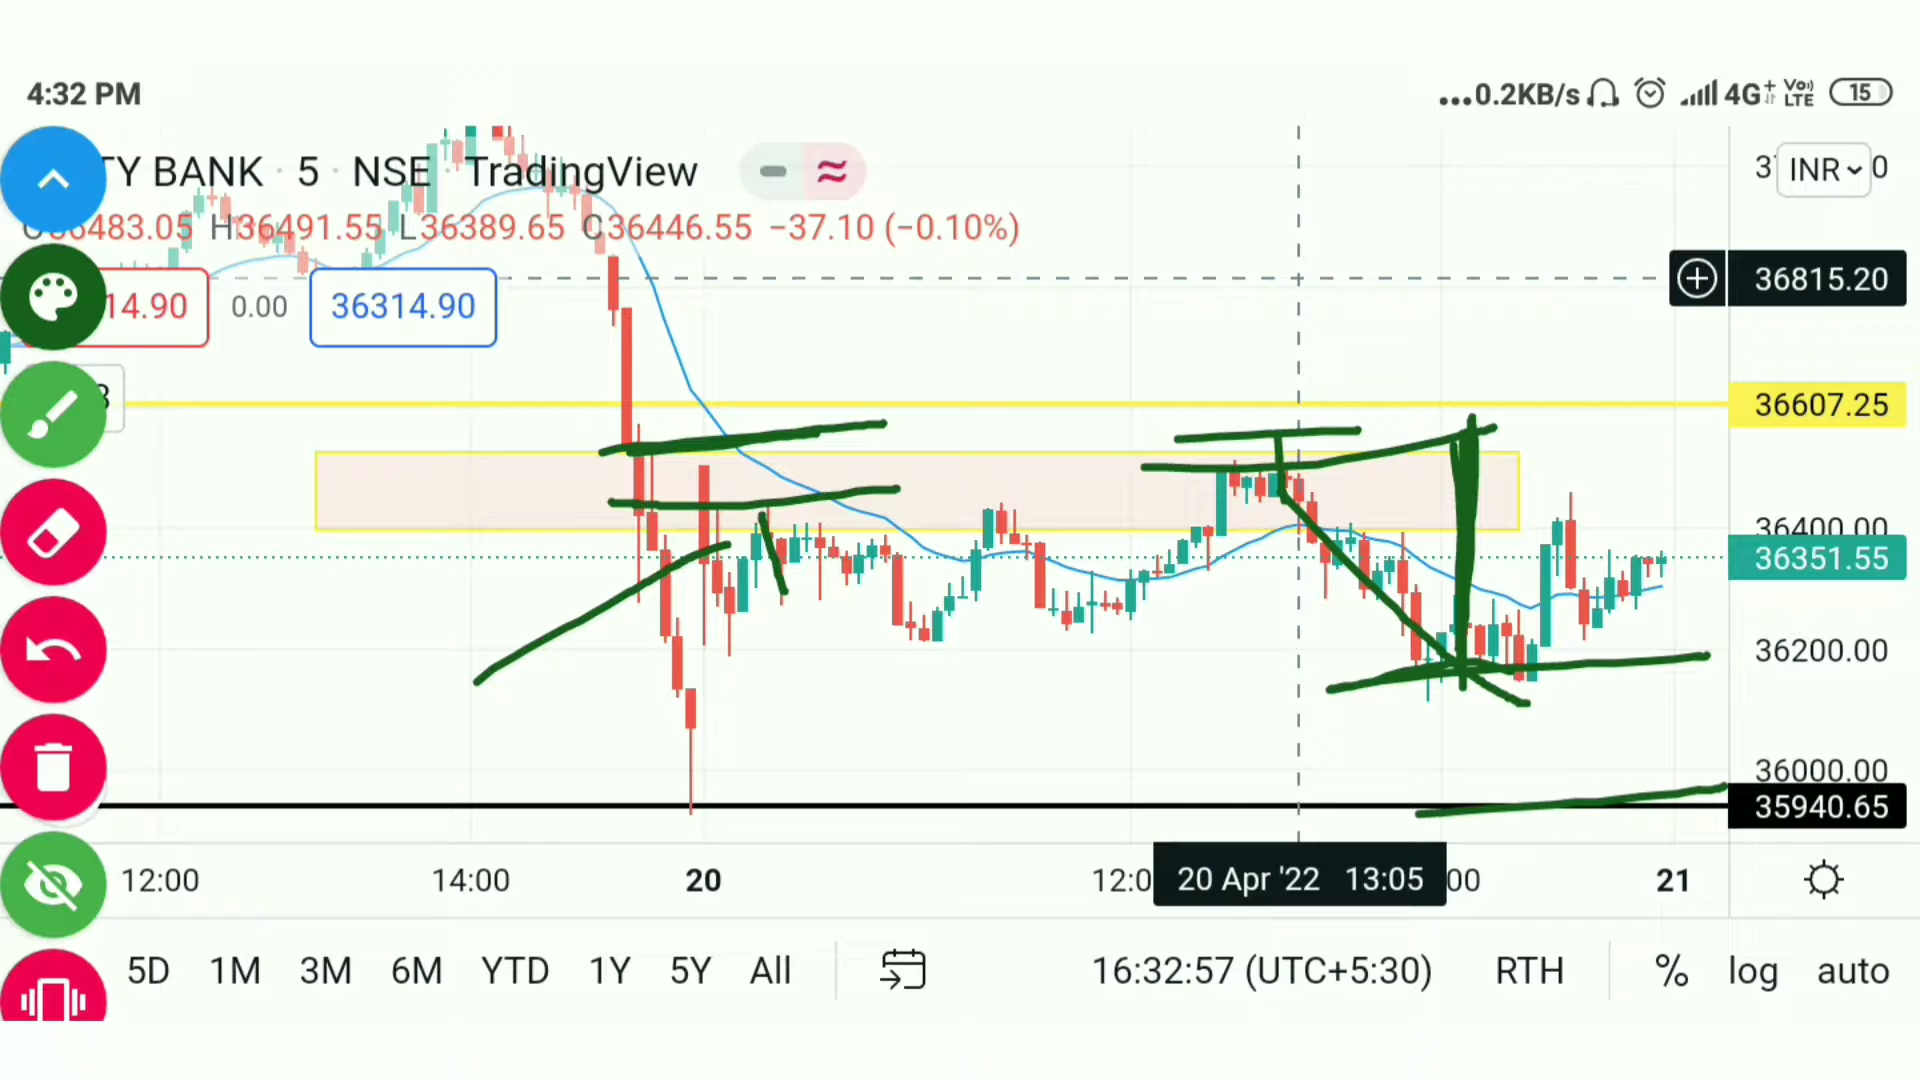 4:32 PM ...0.2KB/s 4G+ Vo) LTE 15
TY BANK · 5 · NSE · TradingView
INR
O36483.05 H36491.55 L36389.65 C36446.55 −37.10 (−0.10%)
36815.20
14.90 0.00 36314.90
36607.25
36400.00
36351.55
36200.00
36000.00
35940.65
12:00 14:00 20 12:0 20 Apr '22 13:05 00 21
5D 1M 3M 6M YTD 1Y 5Y All 16:32:57 (UTC+5:30) RTH % log auto